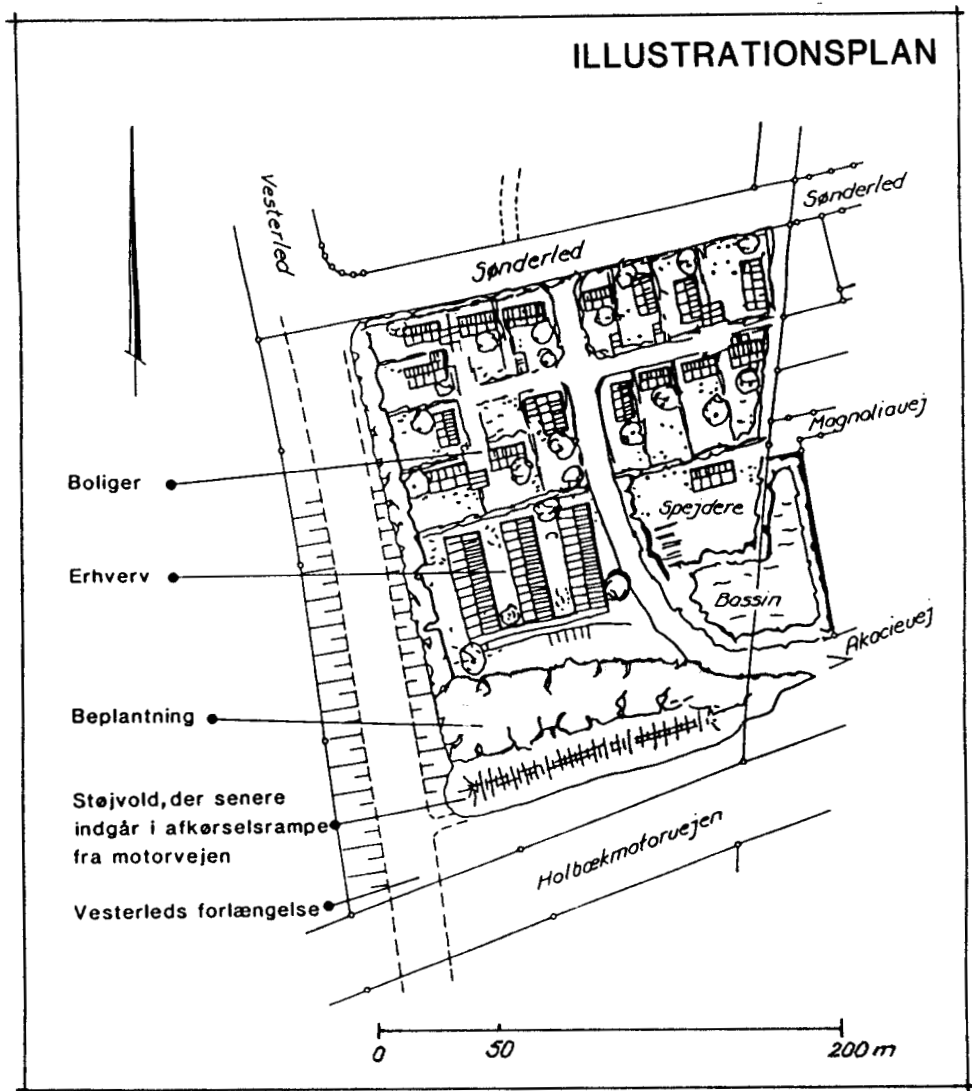 ILLUSTRATIONSPLAN
Vesterled
Sønderled
Sønderled
Magnoliavej
Boliger
Spejdere
Erhverv
Bassin
Akacievej
Beplantning
Støjvold, der senere
indgår i afkørselsrampe
fra motorvejen
Holbækmotorvejen
Vesterleds forlængelse
0 50 200 m